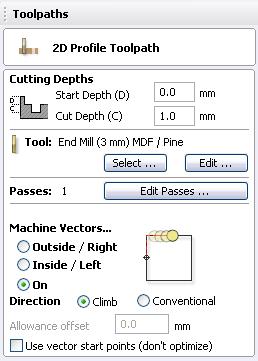 Toolpaths
2D Profile Toolpath
Cutting Depths
D
C
Start Depth (D) 0.0 mm
Cut Depth (C) 1.0 mm
Tool: End Mill (3 mm) MDF / Pine
Select ... Edit ...
Passes: 1 Edit Passes ...
Machine Vectors...
Outside / Right
Inside / Left
On
Direction Climb Conventional
Allowance offset 0.0 mm
Use vector start points (don't optimize)